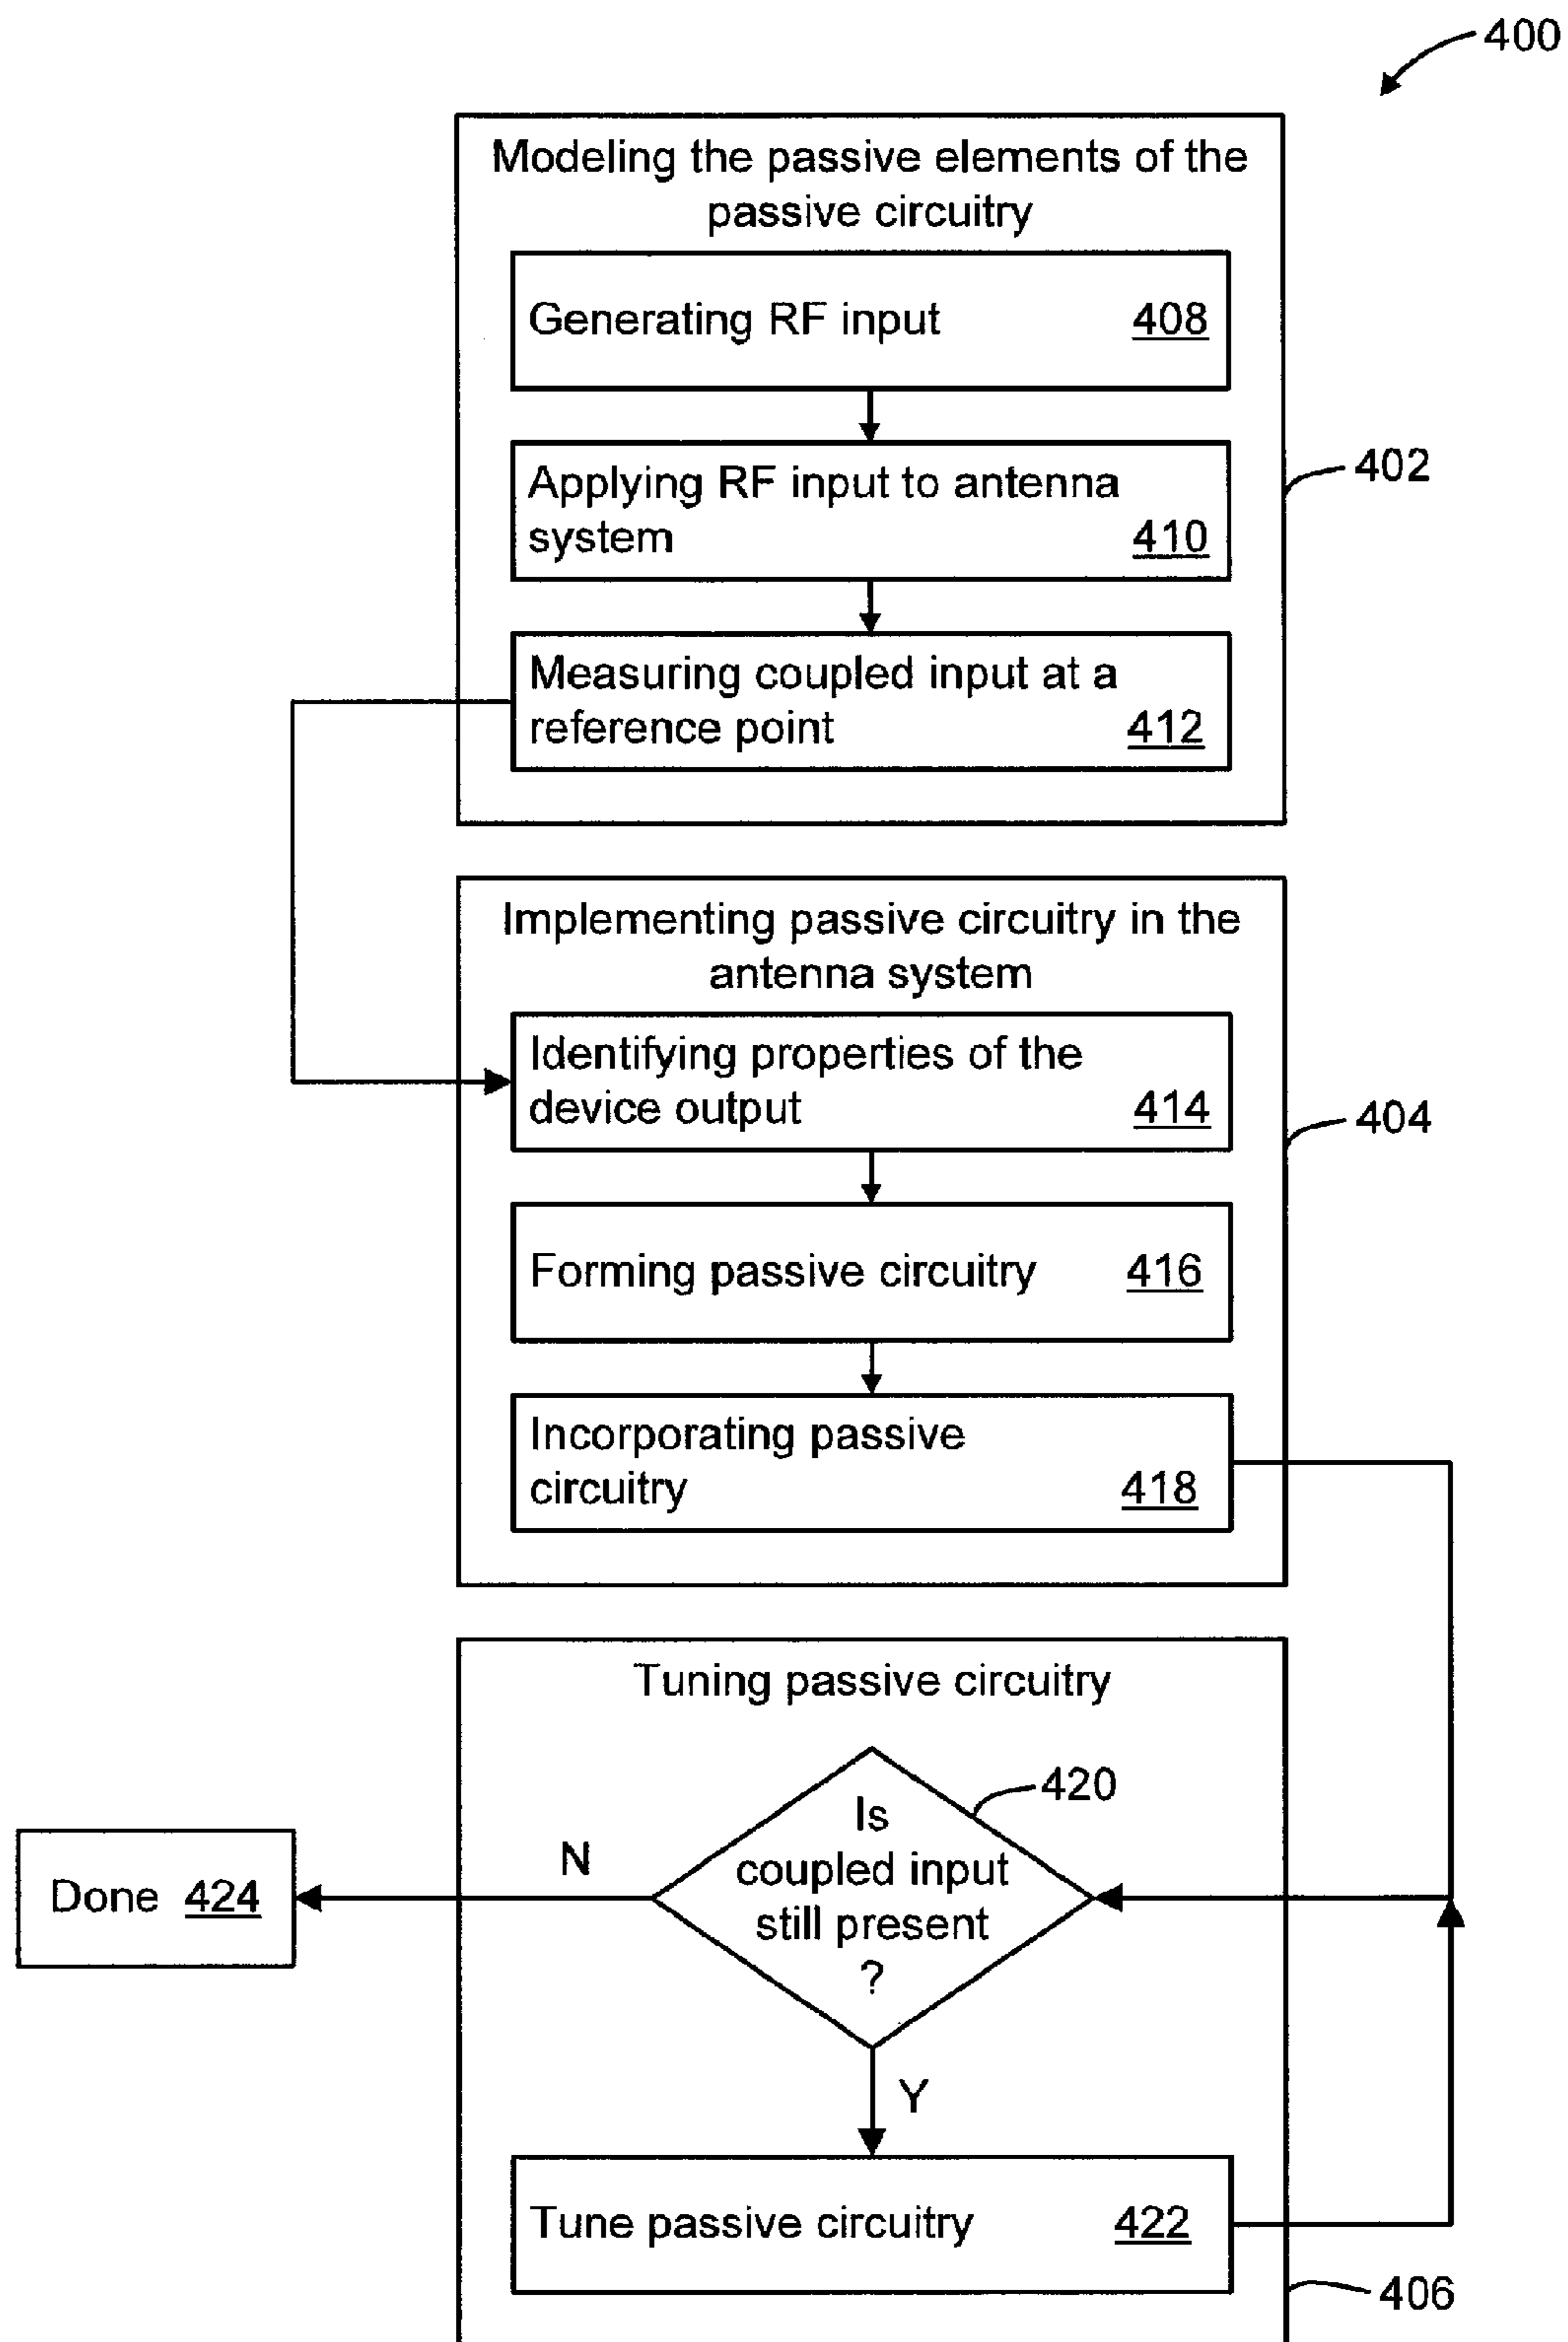 400
Modeling the passive elements of the
passive circuitry
Generating RF input 408
Applying RF input to antenna
system 410
402
Measuring coupled input at a
reference point 412
Implementing passive circuitry in the
antenna system
Identifying properties of the
device output 414
404
Forming passive circuitry 416
Incorporating passive
circuitry 418
Tuning passive circuitry
420
Is
coupled input
still present
?
N
Done 424
Y
Tune passive circuitry 422
406